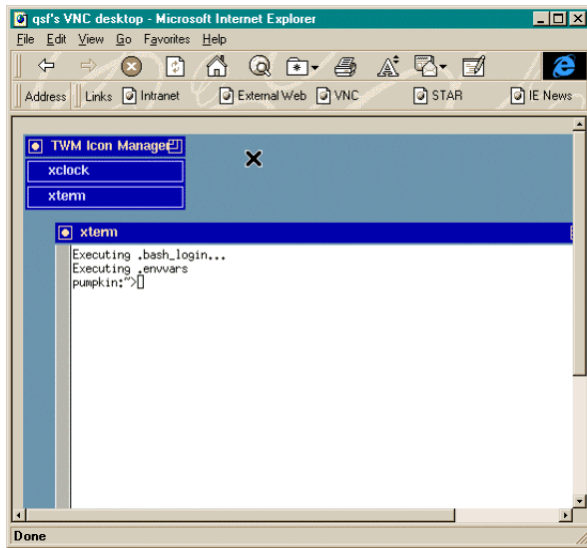 qsf's VNC desktop - Microsoft Internet Explorer
File Edit View Go Favorites Help
Address Links Intranet External Web VNC STAR IE News
TWM Icon Manager
xclock
xterm
xterm
Executing .bash_login...
Executing .envvars
pumpkin:~>
Done